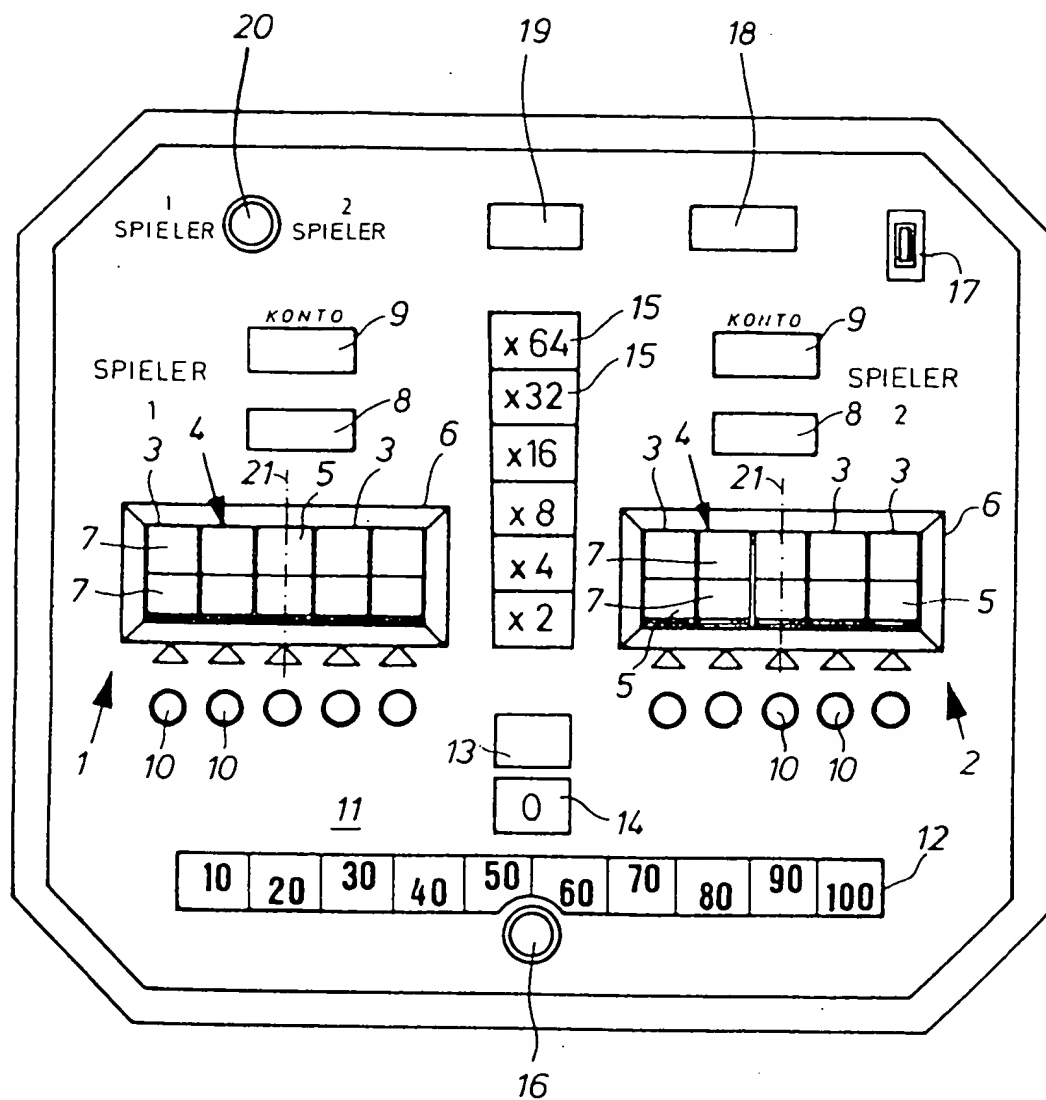 20 19 18
1 2
SPIELER SPIELER
17
KONTO 9 15 KONTO 9
x 64
SPIELER 15 SPIELER
x 32
1 8 8 2
3 4 21 5 3 6 x 16 3 4 21 3 3 6
x 8
7 7
x 4
7 7 5
x 2
5
1 10 10 13 10 10 2
0 14
11
12
10 20 30 40 50 60 70 80 90 100
16